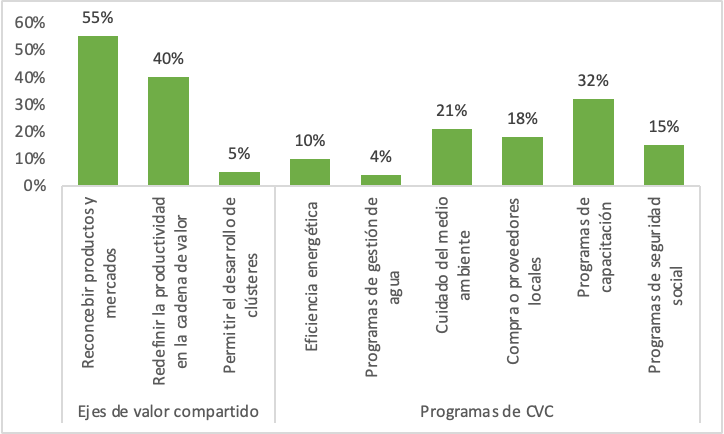 60%
50%
40%
30%
20%
10%
0%
55%
40%
5%
10%
4%
21%
18%
32%
15%
Reconcebir productos y
mercados
Redefinir la productividad
en la cadena de valor
Permitir el desarrollo de
clústeres
Eficiencia energética
Programas de gestión de
agua
Cuidado del medio
ambiente
Compra o proveedores
locales
Programas de
capacitación
Programas de seguridad
social
Ejes de valor compartido
Programas de CVC